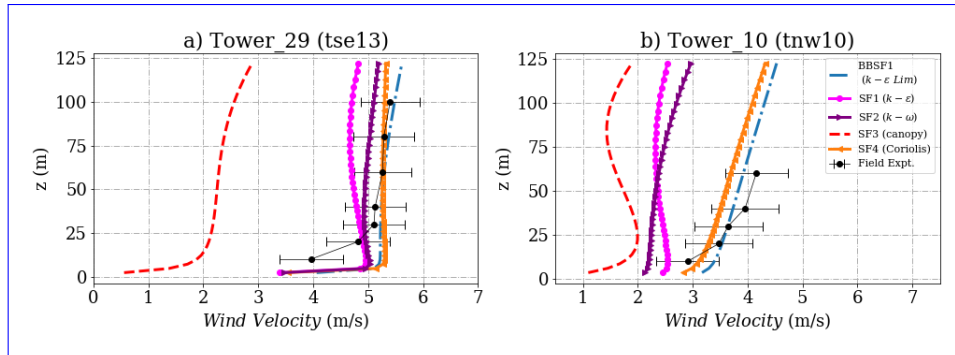 a) Tower_29 (tse13)
125
100
75
50
25
0
z (m)
0 1 2 3 4 5 6 7
Wind Velocity (m/s)
b) Tower_10 (tnw10)
125
100
75
50
25
0
z (m)
1 2 3 4 5 6 7
Wind Velocity (m/s)
BBSF1
(k − ε Lim)
SF1 (k − ε)
SF2 (k − ω)
SF3 (canopy)
SF4 (Coriolis)
Field Expt.